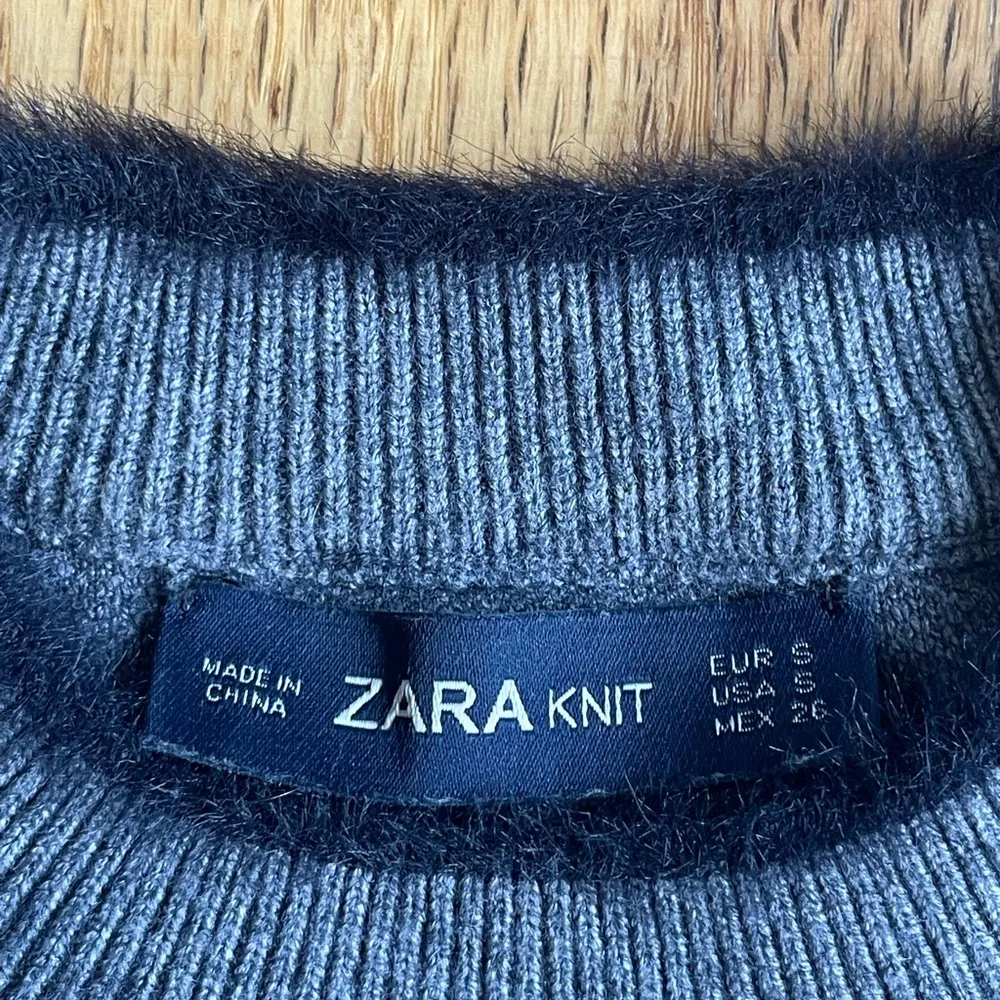 MADE IN
CHINA
ZARA KNIT
EUR S
USA S
MEX 26